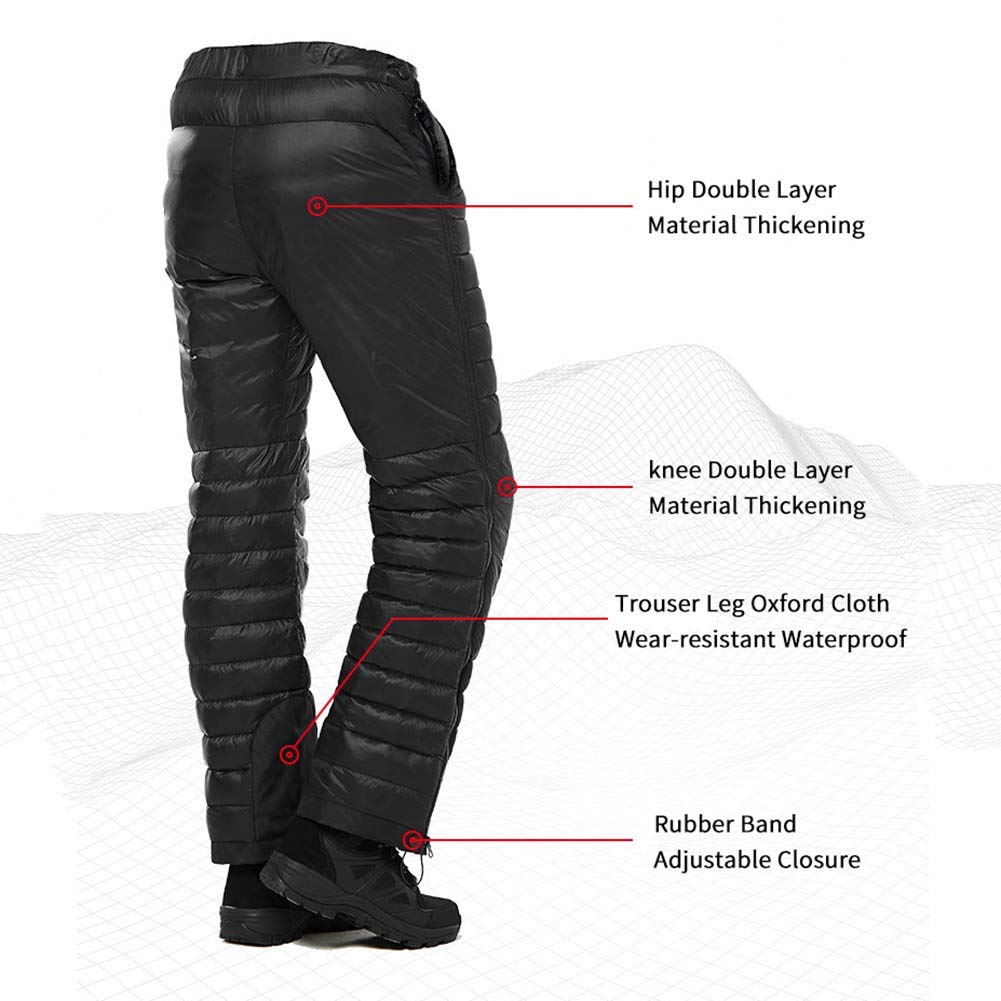 Hip Double Layer
Material Thickening
knee Double Layer
Material Thickening
Trouser Leg Oxford Cloth
Wear-resistant Waterproof
Rubber Band
Adjustable Closure